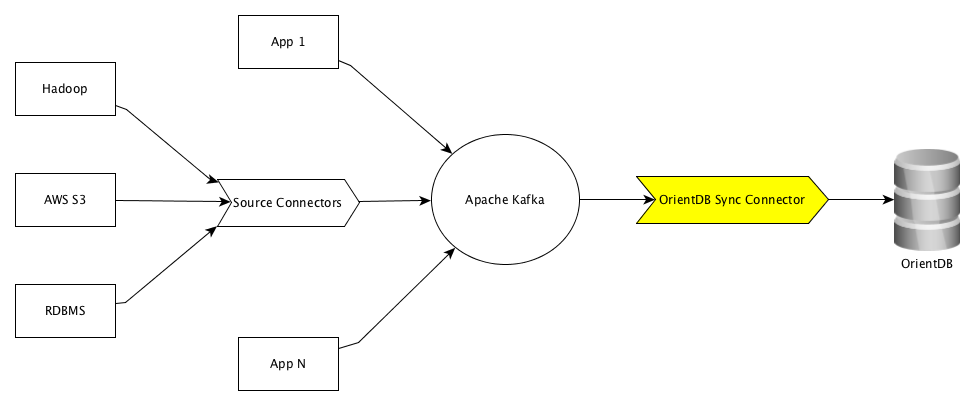 App 1
Hadoop
AWS S3
Source Connectors
Apache Kafka
OrientDB Sync Connector
OrientDB
RDBMS
App N